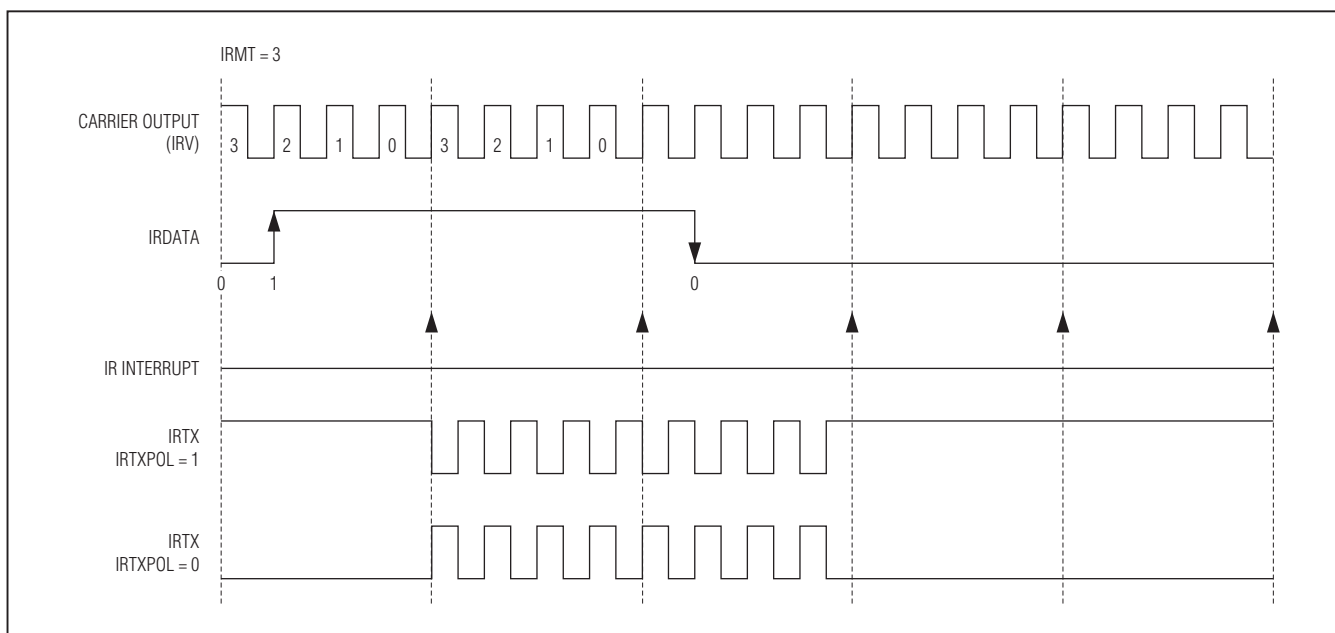 IRMT = 3
CARRIER OUTPUT
(IRV)
3 2 1 0 3 2 1 0
IRDATA
0 1 0
IR INTERRUPT
IRTX
IRTXPOL = 1
IRTX
IRTXPOL = 0